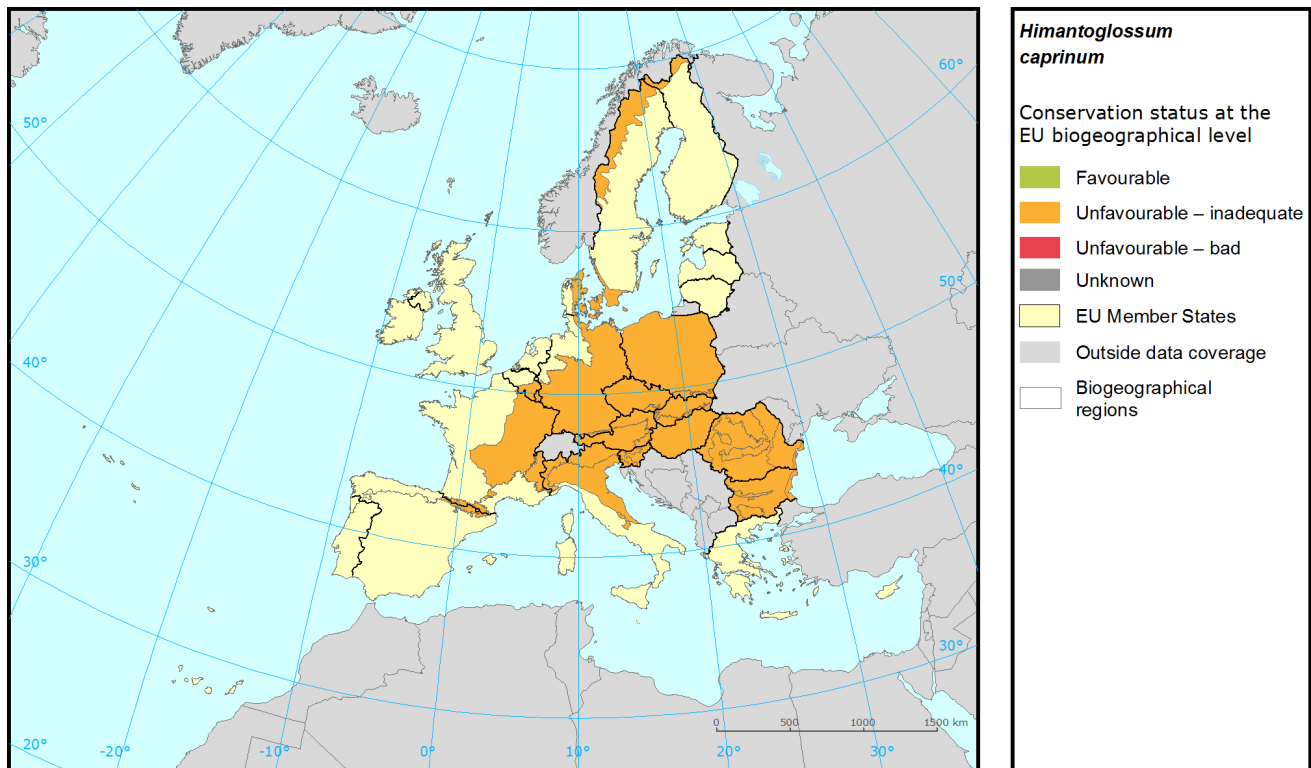 60°
50°
50°
40°
40°
30°
30°
20°
-20°
-10°
0°
10°
20°
30°
0
500
1000
1500 km
Himantoglossum
caprinum
Conservation status at the
EU biogeographical level
Favourable
Unfavourable – inadequate
Unfavourable – bad
Unknown
EU Member States
Outside data coverage
Biogeographical
regions